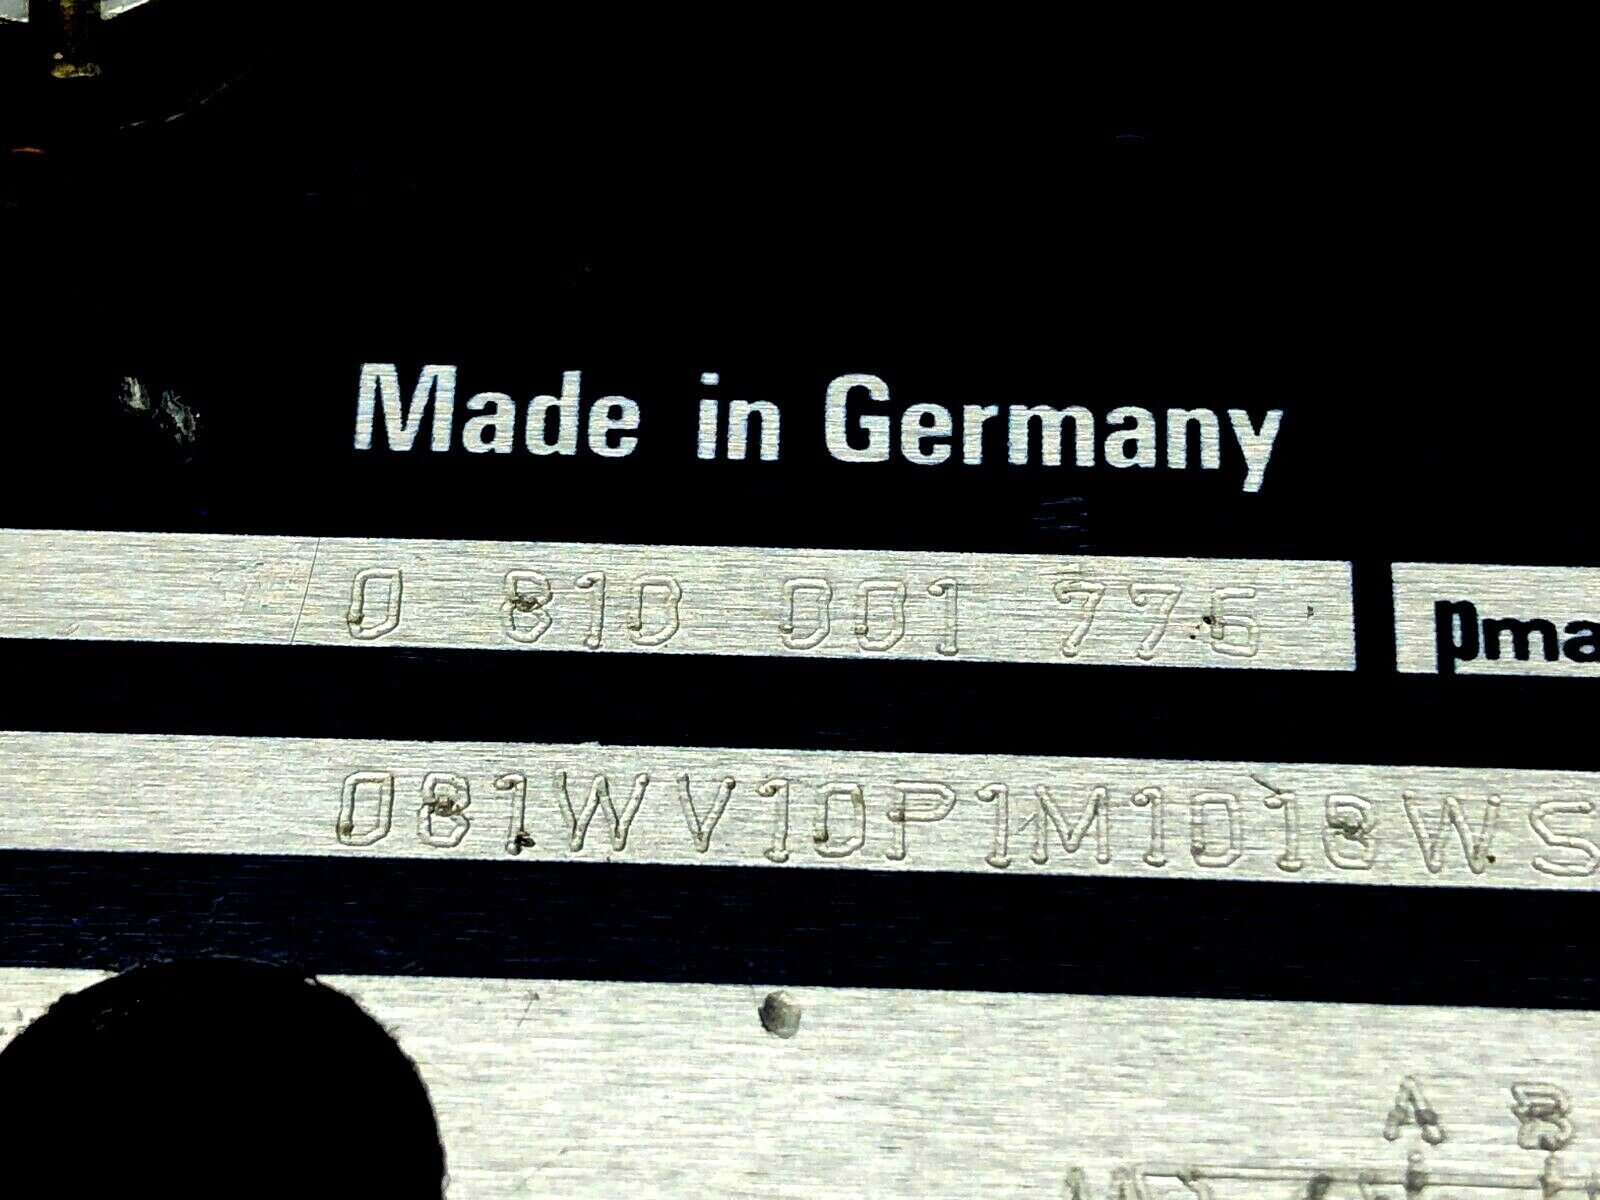 Made in Germany
0 810 001 776
pma
081WV10P1M1018WS
A B